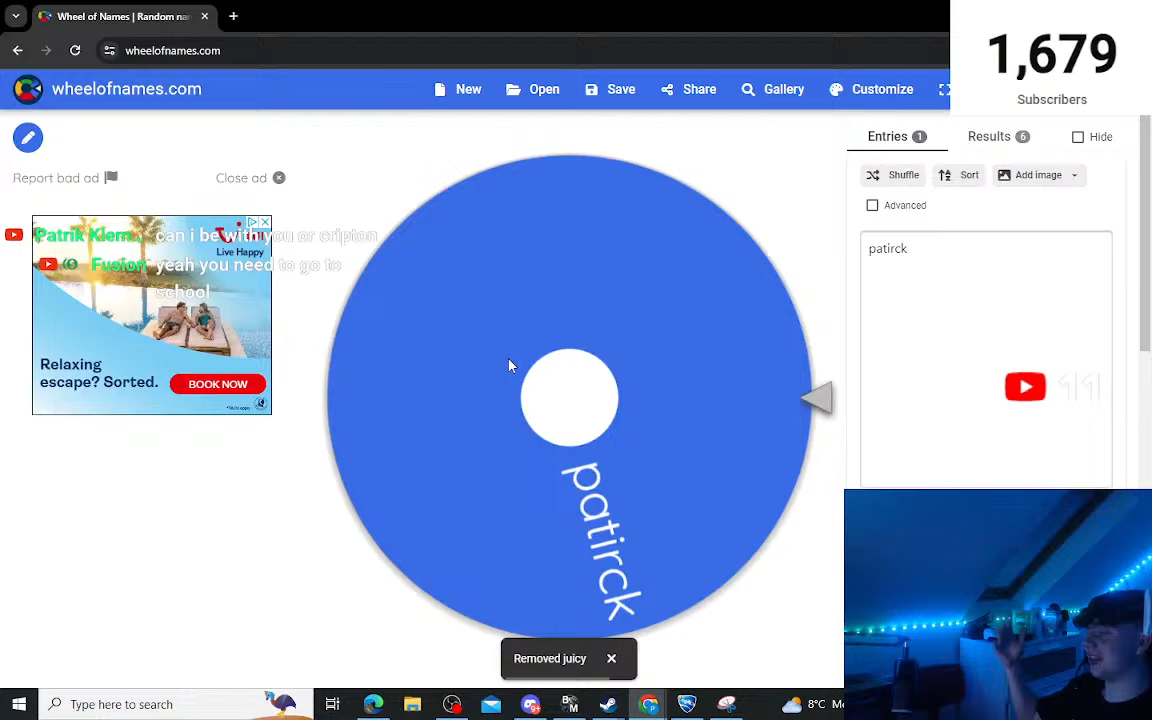 Wheel of Names | Random na
wheelofnames.com
1,679
Subscribers
wheelofnames.com
New
Open
Save
Share
Gallery
Customize
Entries 1
Results 6
Hide
Shuffle
Sort
Add image
Advanced
Report bad ad
Close ad
patirck
Patrik Klem... can i be with you or cripton
Live Happy
Fusion yeah you need to go to
school
Relaxing
escape? Sorted.
BOOK NOW
11
patirck
Removed juicy
Type here to search
9+
8°C